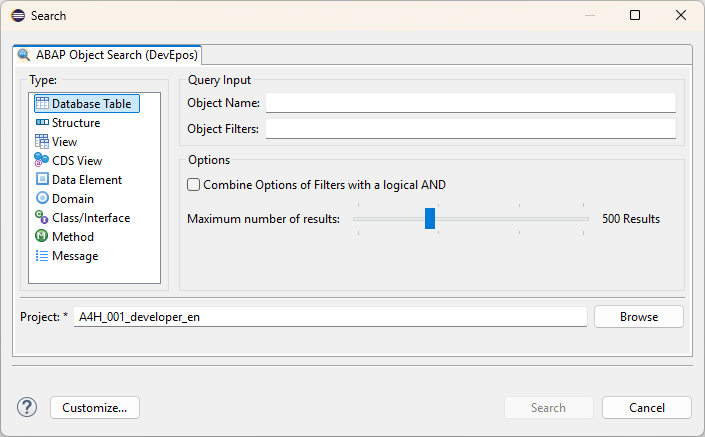 Search
ABAP Object Search (DevEpos)
Type:
Database Table
Structure
View
CDS View
Data Element
Domain
Class/Interface
Method
Message
Query Input
Object Name:
Object Filters:
Options
Combine Options of Filters with a logical AND
Maximum number of results: 500 Results
Project: * A4H_001_developer_en Browse
? Customize... Search Cancel